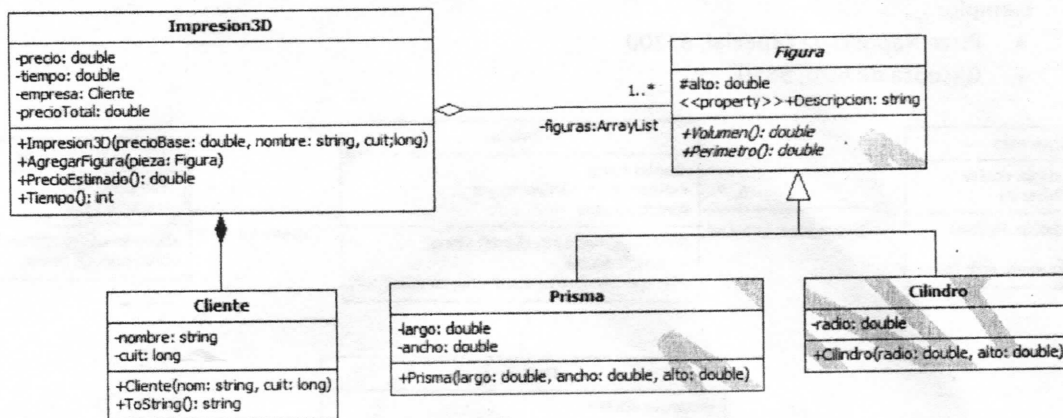 Impresion3D
-precio: double
-tiempo: double
-empresa: Cliente
-precioTotal: double
+Impresion3D(precioBase: double, nombre: string, cuit;long)
+AgregarFigura(pieza: Figura)
+PrecioEstimado(): double
+Tiempo(): int
1..*
-figuras:ArrayList
Figura
#alto: double
<<property>>+Descripcion: string
+Volumen(): double
+Perimetro(): double
Cliente
-nombre: string
-cuit: long
+Cliente(nom: string, cuit: long)
+ToString(): string
Prisma
-largo: double
-ancho: double
+Prisma(largo: double, ancho: double, alto: double)
Cilindro
-radio: double
+Cilindro(radio: double, alto: double)